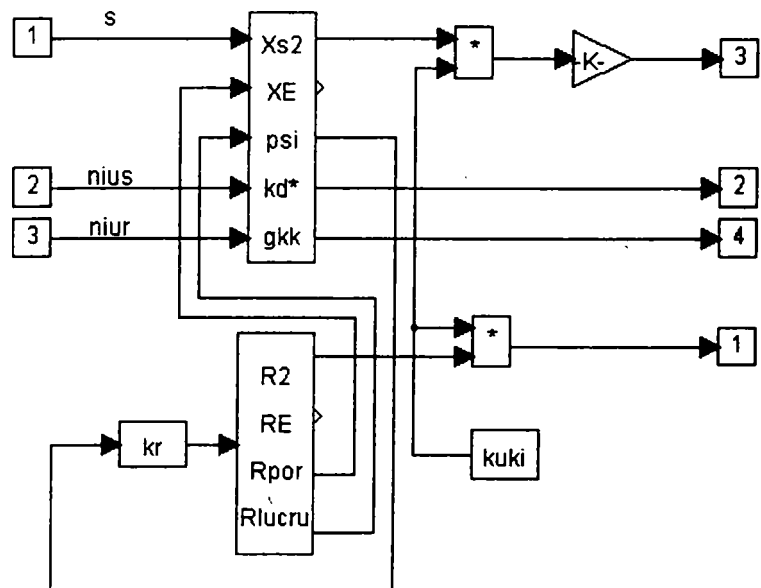 s
1
Xs2
*
-K-
3
XE
psi
2
nius
kd*
2
3
niur
gkk
4
*
1
R2
RE
kr
kuki
Rpor
Rlucru